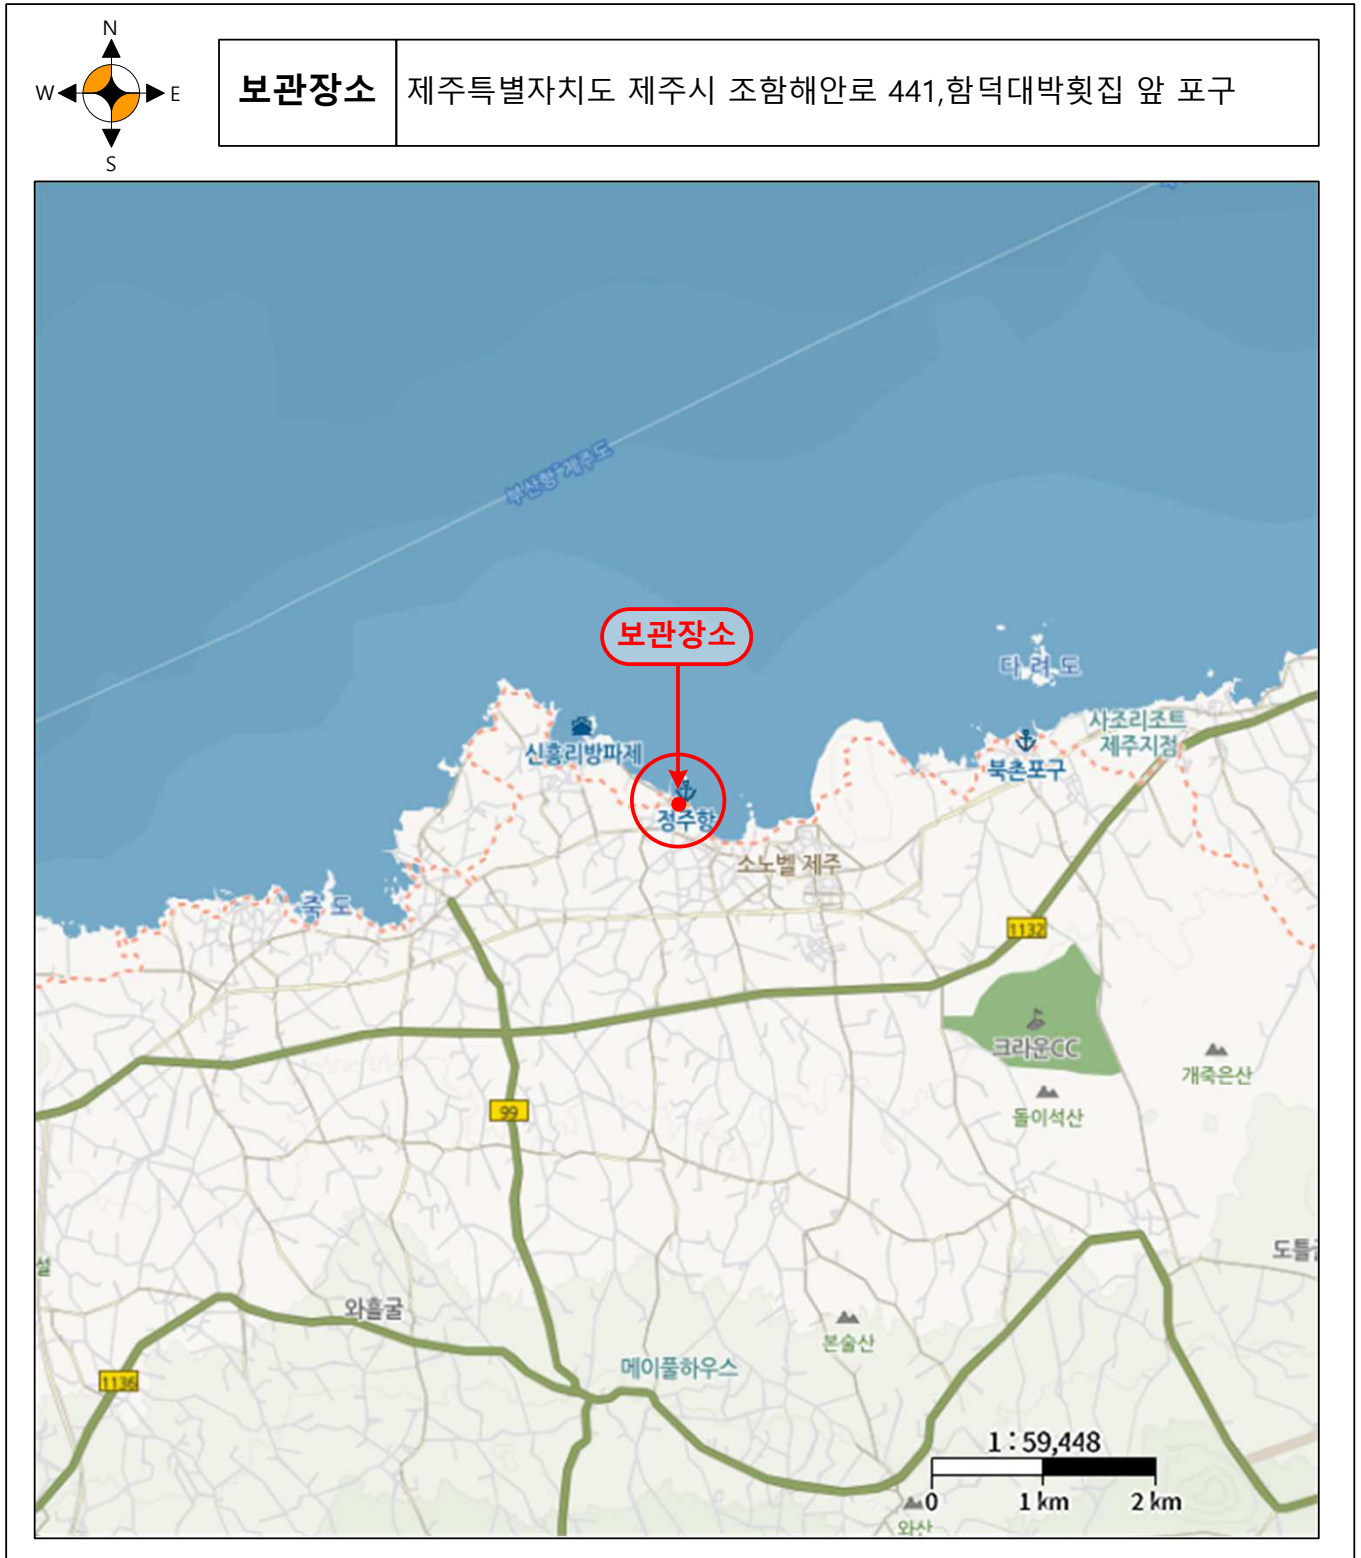 N
W
E
S
보관장소
제주특별자치도 제주시 조함해안로 441,함덕대박횟집 앞 포구
부산항~제주도
보관장소
다려도
사조리조트
제주지점
신흥리방파제
북촌포구
정주항
소노벨 제주
죽도
1132
크라운CC
개죽은산
99
돌이석산
설
도틀굴
와흘굴
본술산
메이풀하우스
1136
1:59,448
0
1 km
2 km
와산